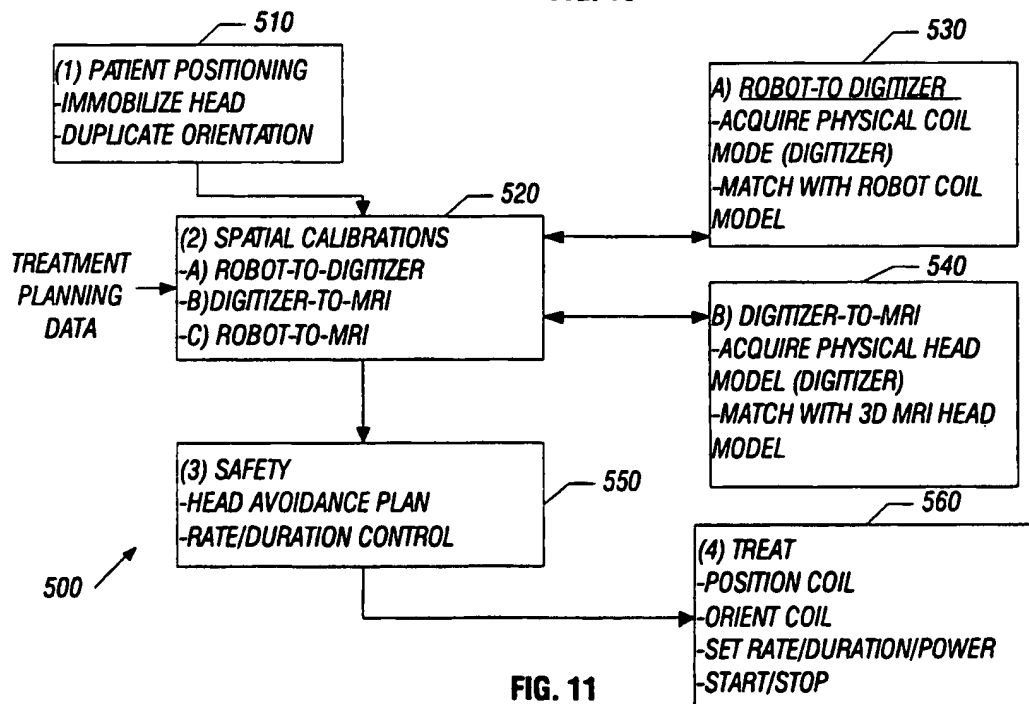 510
(1) PATIENT POSITIONING
-IMMOBILIZE HEAD
-DUPLICATE ORIENTATION
530
A) ROBOT-TO DIGITIZER
-ACQUIRE PHYSICAL COIL
MODE (DIGITIZER)
-MATCH WITH ROBOT COIL
MODEL
520
(2) SPATIAL CALIBRATIONS
-A) ROBOT-TO-DIGITIZER
-B)DIGITIZER-TO-MRI
-C) ROBOT-TO-MRI
TREATMENT
PLANNING
DATA
540
B) DIGITIZER-TO-MRI
-ACQUIRE PHYSICAL HEAD
MODEL (DIGITIZER)
-MATCH WITH 3D MRI HEAD
MODEL
(3) SAFETY
-HEAD AVOIDANCE PLAN
-RATE/DURATION CONTROL
550
560
(4) TREAT
-POSITION COIL
-ORIENT COIL
-SET RATE/DURATION/POWER
-START/STOP
500
FIG. 11